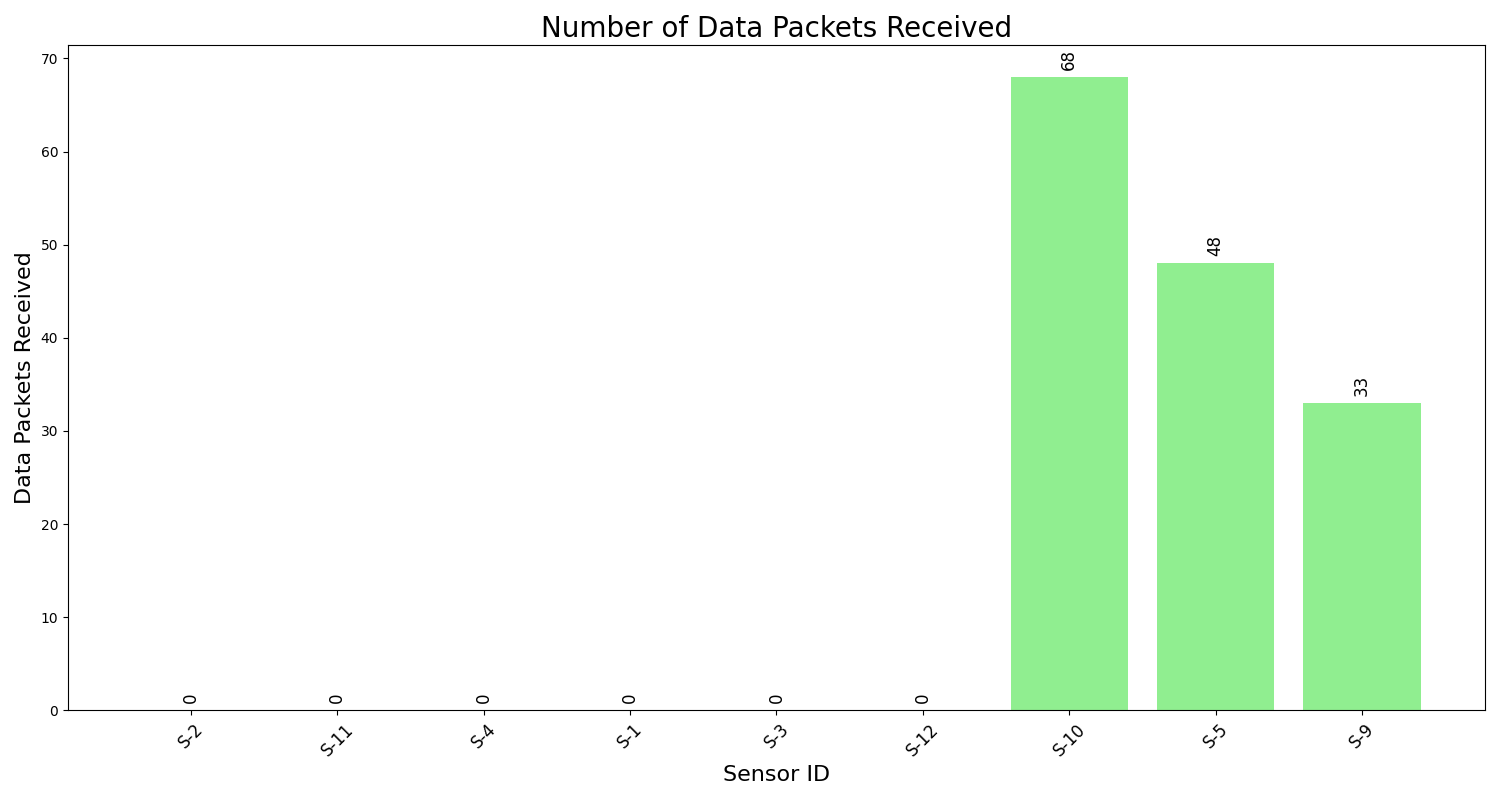 Number of Data Packets Received
Data Packets Received
70
60
50
40
30
20
10
0
0
0
0
0
0
0
68
48
33
S-2
S-11
S-4
S-1
S-3
S-12
S-10
S-5
S-9
Sensor ID